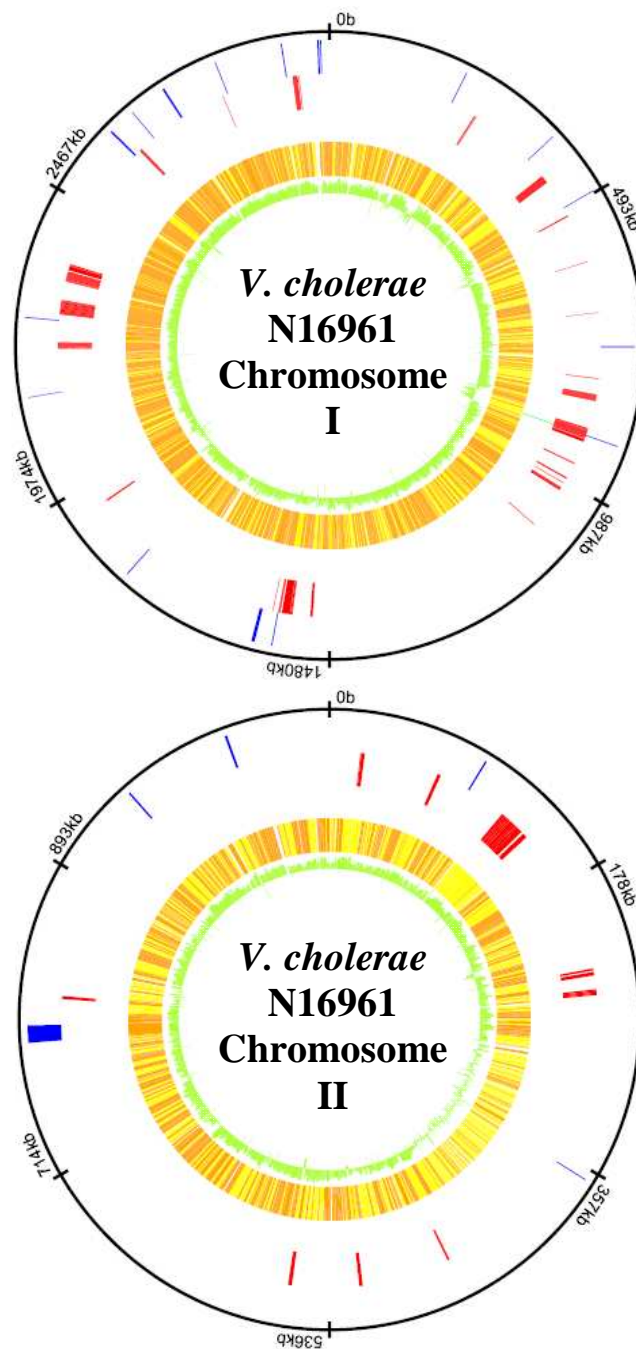 0b
493kb
987kb
1480kb
1974kb
2467kb
V. cholerae
N16961
Chromosome
I
0b
178kb
357kb
536kb
714kb
893kb
V. cholerae
N16961
Chromosome
II